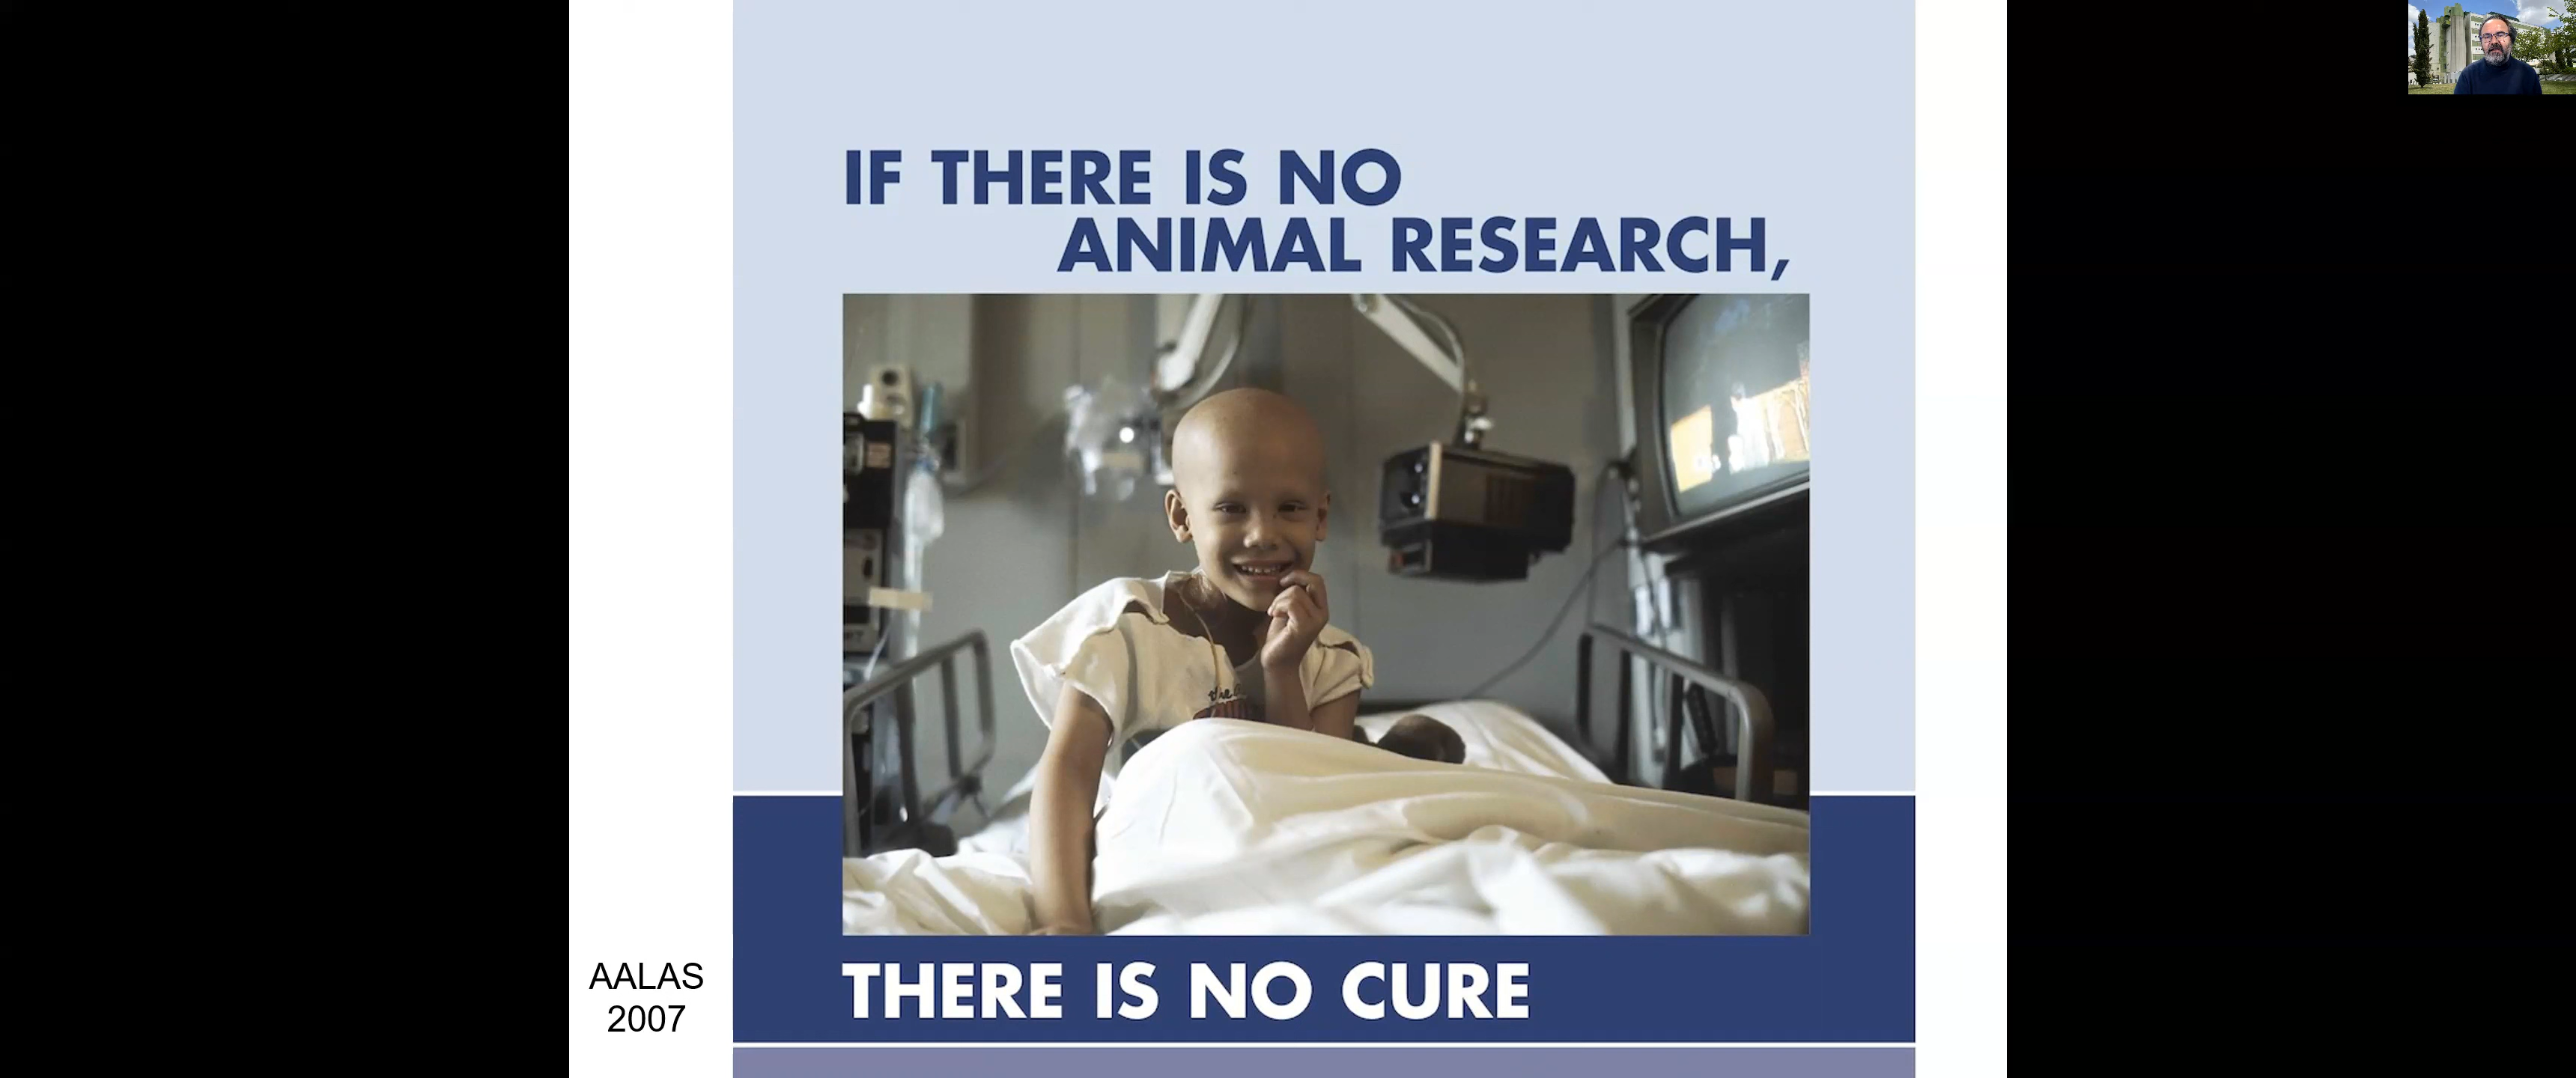 IF THERE IS NO
ANIMAL RESEARCH,
THERE IS NO CURE
AALAS
2007